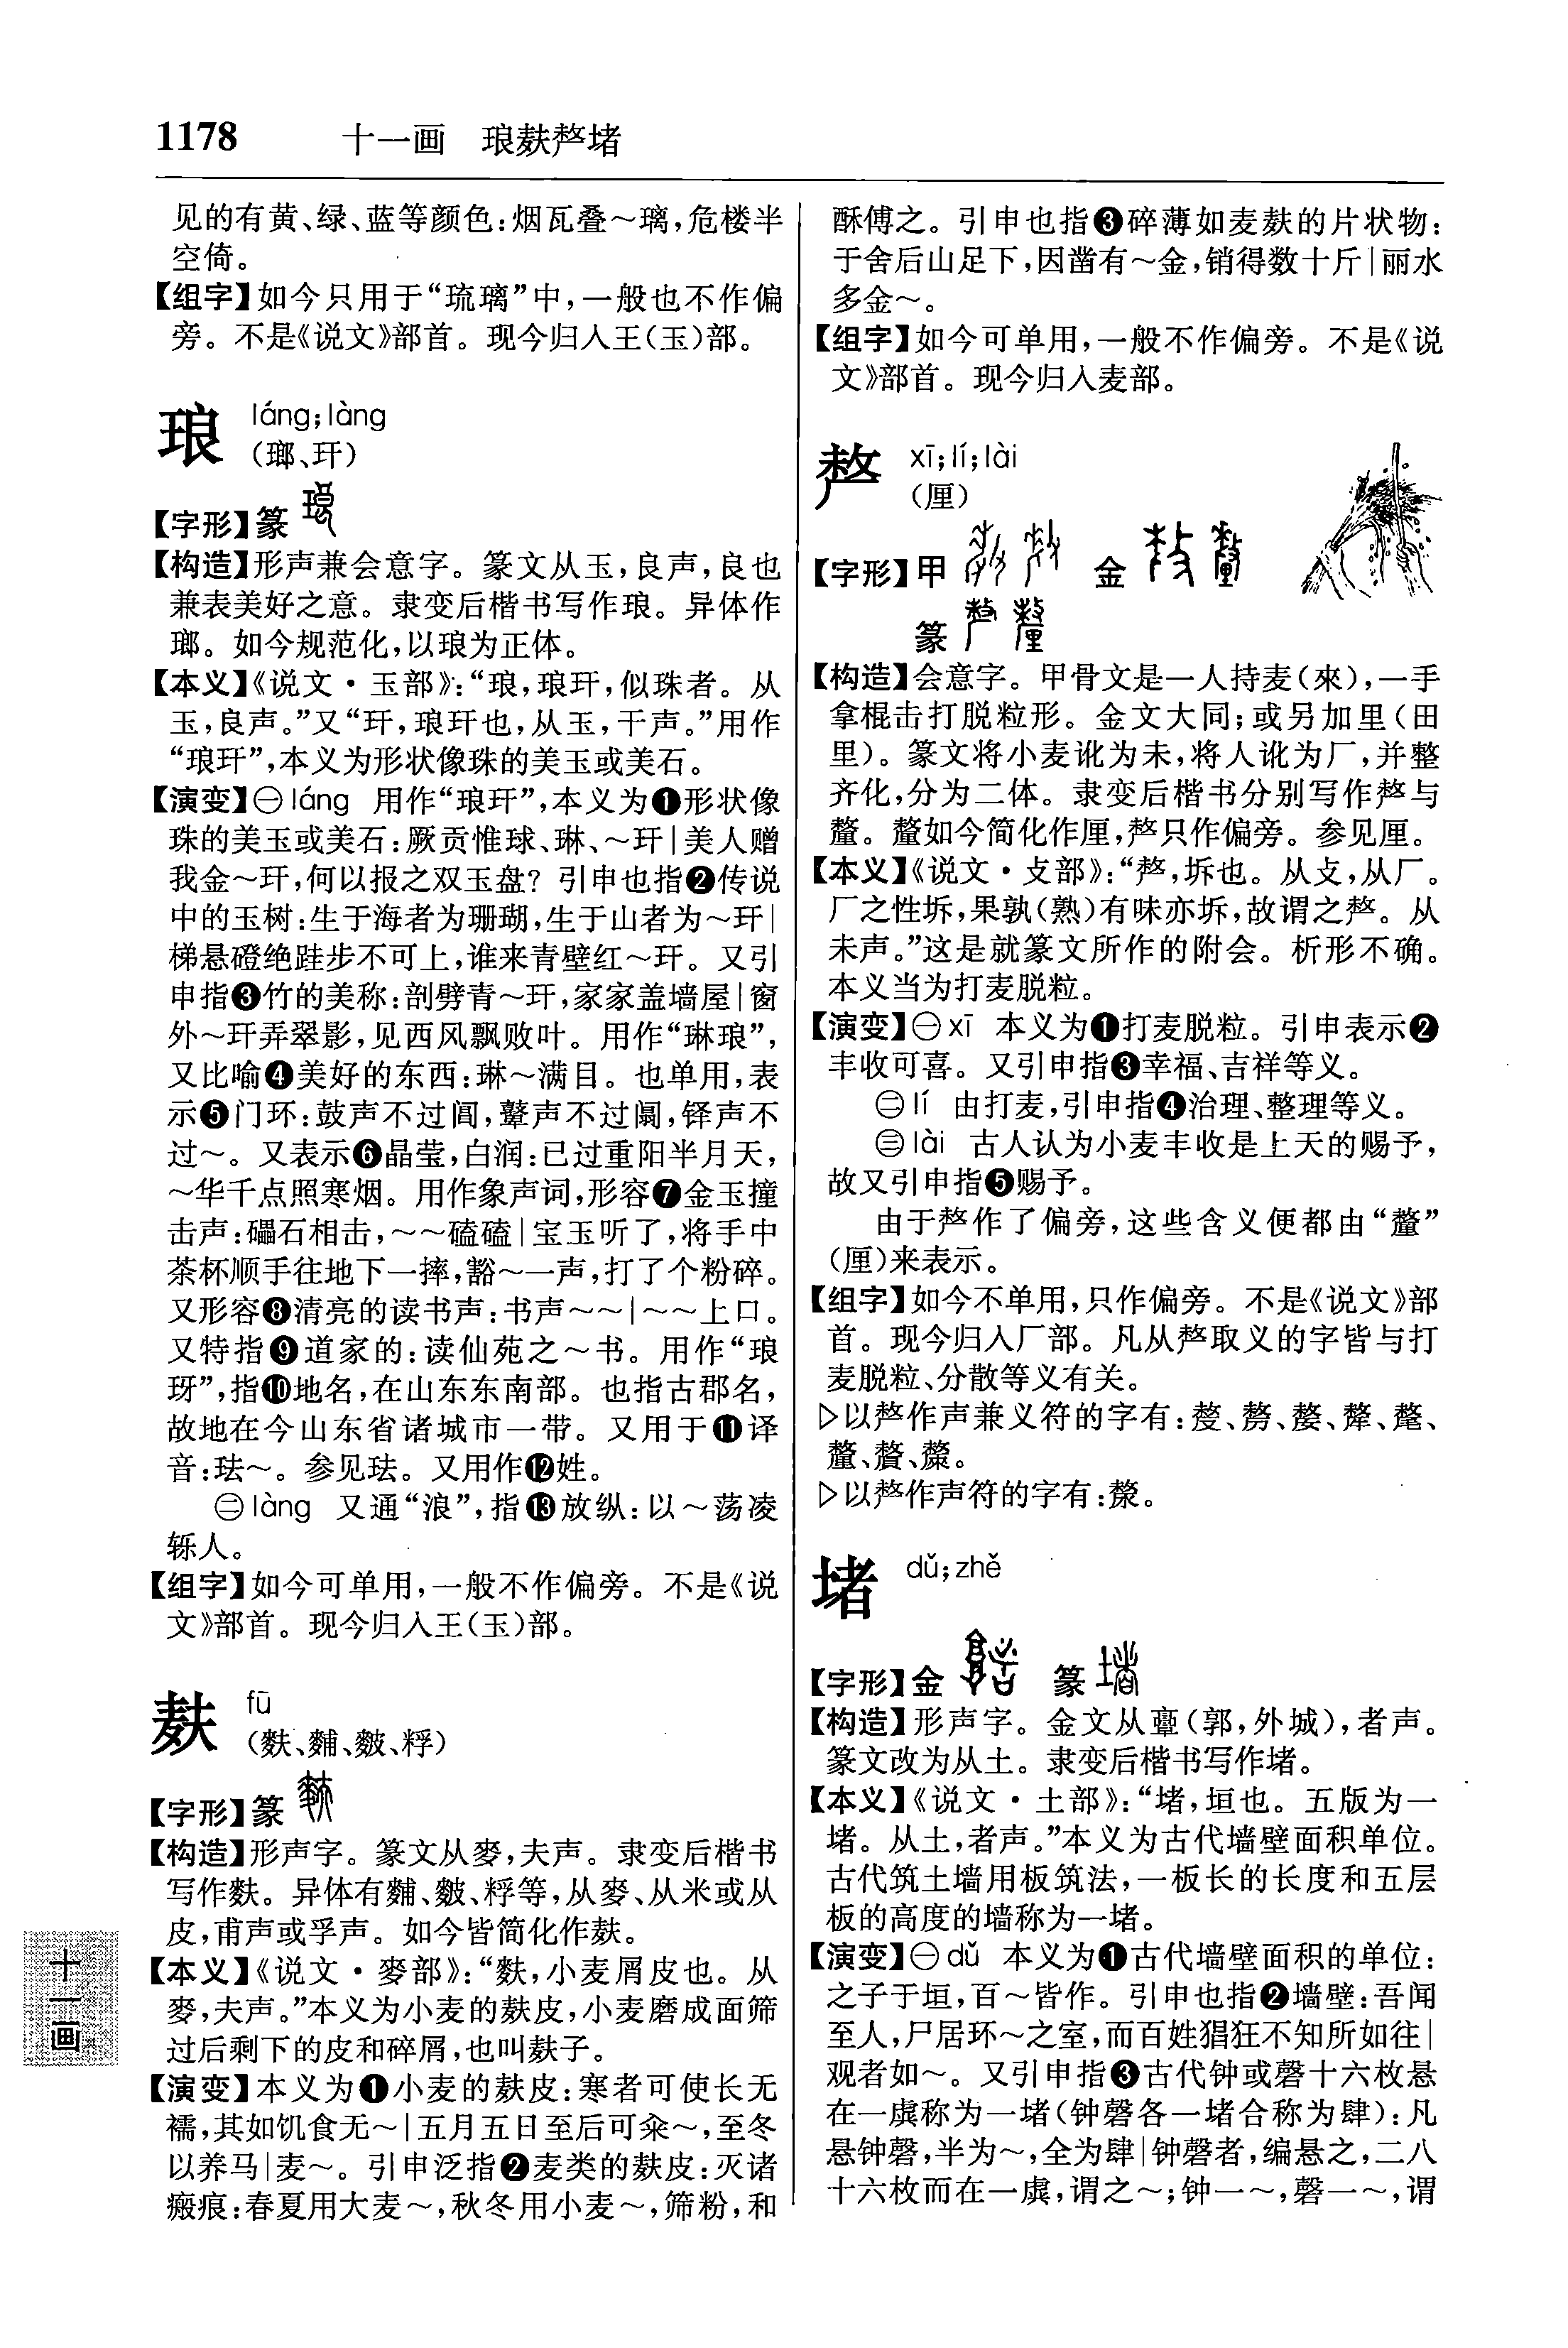 1178 十一画 琅麸𠩺堵
见的有黄、绿、蓝等颜色:烟瓦叠～璃,危楼半
空倚。
【组字】如今只用于“琉璃”中,一般也不作偏
旁。不是《说文》部首。现今归入王(玉)部。
琅 láng;làng
(瑯、玕)
【字形】篆
【构造】形声兼会意字。篆文从玉,良声,良也
兼表美好之意。隶变后楷书写作琅。异体作
瑯。如今规范化,以琅为正体。
【本义】《说文·玉部》:“琅,琅玕,似珠者。从
玉,良声。”又“玕,琅玕也,从玉,干声。”用作
“琅玕”,本义为形状像珠的美玉或美石。
【演变】㊀láng 用作“琅玕”,本义为❶形状像
珠的美玉或美石:厥贡惟球、琳、～玕|美人赠
我金～玕,何以报之双玉盘？引申也指❷传说
中的玉树:生于海者为珊瑚,生于山者为～玕|
梯悬磴绝跬步不可上,谁来青壁红～玕。又引
申指❸竹的美称:剖劈青～玕,家家盖墙屋|窗
外～玕弄翠影,见西风飘败叶。用作“琳琅”,
又比喻❹美好的东西:琳～满目。也单用,表
示❺门环:鼓声不过阊,鼙声不过阘,铎声不
过～。又表示❻晶莹,白润:已过重阳半月天,
～华千点照寒烟。用作象声词,形容❼金玉撞
击声:礌石相击,～～磕磕|宝玉听了,将手中
茶杯顺手往地下一摔,豁～一声,打了个粉碎。
又形容❽清亮的读书声:书声～～|～～上口。
又特指❾道家的:读仙苑之～书。用作“琅
玡”,指❿地名,在山东东南部。也指古郡名,
故地在今山东省诸城市一带。又用于⓫译
音:珐～。参见珐。又用作⓬姓。
㊁làng 又通“浪”,指⓭放纵:以～荡凌
轹人。
【组字】如今可单用,一般不作偏旁。不是《说
文》部首。现今归入王(玉)部。
麸 fū
(麩、䴸、𪍏、粰)
【字形】篆
【构造】形声字。篆文从麥,夫声。隶变后楷书
写作麩。异体有䴸、𪍏、粰等,从麥、从米或从
皮,甫声或孚声。如今皆简化作麸。
【本义】《说文·麥部》:“麩,小麦屑皮也。从
麥,夫声。”本义为小麦的麸皮,小麦磨成面筛
过后剩下的皮和碎屑,也叫麸子。
【演变】本义为❶小麦的麸皮:寒者可使长无
襦,其如饥食无～|五月五日至后可籴～,至冬
以养马|麦～。引申泛指❷麦类的麸皮:灭诸
瘢痕:春夏用大麦～,秋冬用小麦～,筛粉,和
酥傅之。引申也指❸碎薄如麦麸的片状物:
于舍后山足下,因凿有～金,销得数十斤|丽水
多金～。
【组字】如今可单用,一般不作偏旁。不是《说
文》部首。现今归入麦部。
𠩺 xī;lí;lài
(厘)
【字形】甲 金
篆
【构造】会意字。甲骨文是一人持麦(來),一手
拿棍击打脱粒形。金文大同;或另加里(田
里)。篆文将小麦讹为未,将人讹为厂,并整
齐化,分为二体。隶变后楷书分别写作𠩺与
釐。釐如今简化作厘,𠩺只作偏旁。参见厘。
【本义】《说文·攴部》:“𠩺,坼也。从攴,从厂。
厂之性坼,果孰(熟)有味亦坼,故谓之𠩺。从
未声。”这是就篆文所作的附会。析形不确。
本义当为打麦脱粒。
【演变】㊀xī 本义为❶打麦脱粒。引申表示❷
丰收可喜。又引申指❸幸福、吉祥等义。
㊁lí 由打麦,引申指❹治理、整理等义。
㊂lài 古人认为小麦丰收是上天的赐予,
故又引申指❺赐予。
由于𠩺作了偏旁,这些含义便都由“釐”
(厘)来表示。
【组字】如今不单用,只作偏旁。不是《说文》部
首。现今归入厂部。凡从𠩺取义的字皆与打
麦脱粒、分散等义有关。
▷以𠩺作声兼义符的字有:嫠、犛、氂、
釐。
▷以𠩺作声符的字有:漦。
堵 dǔ;zhě
【字形】金 篆
【构造】形声字。金文从𩫖(郭,外城),者声。
篆文改为从土。隶变后楷书写作堵。
【本义】《说文·土部》:“堵,垣也。五版为一
堵。从土,者声。”本义为古代墙壁面积单位。
古代筑土墙用板筑法,一板长的长度和五层
板的高度的墙称为一堵。
【演变】㊀dǔ 本义为❶古代墙壁面积的单位:
之子于垣,百～皆作。引申也指❷墙壁:吾闻
至人,尸居环～之室,而百姓猖狂不知所如往|
观者如～。又引申指❸古代钟或磬十六枚悬
在一虡称为一堵(钟磬各一堵合称为肆):凡
悬钟磬,半为～,全为肆|钟磬者,编悬之,二八
十六枚而在一虡,谓之～;钟一～,磬一～,谓
十一画